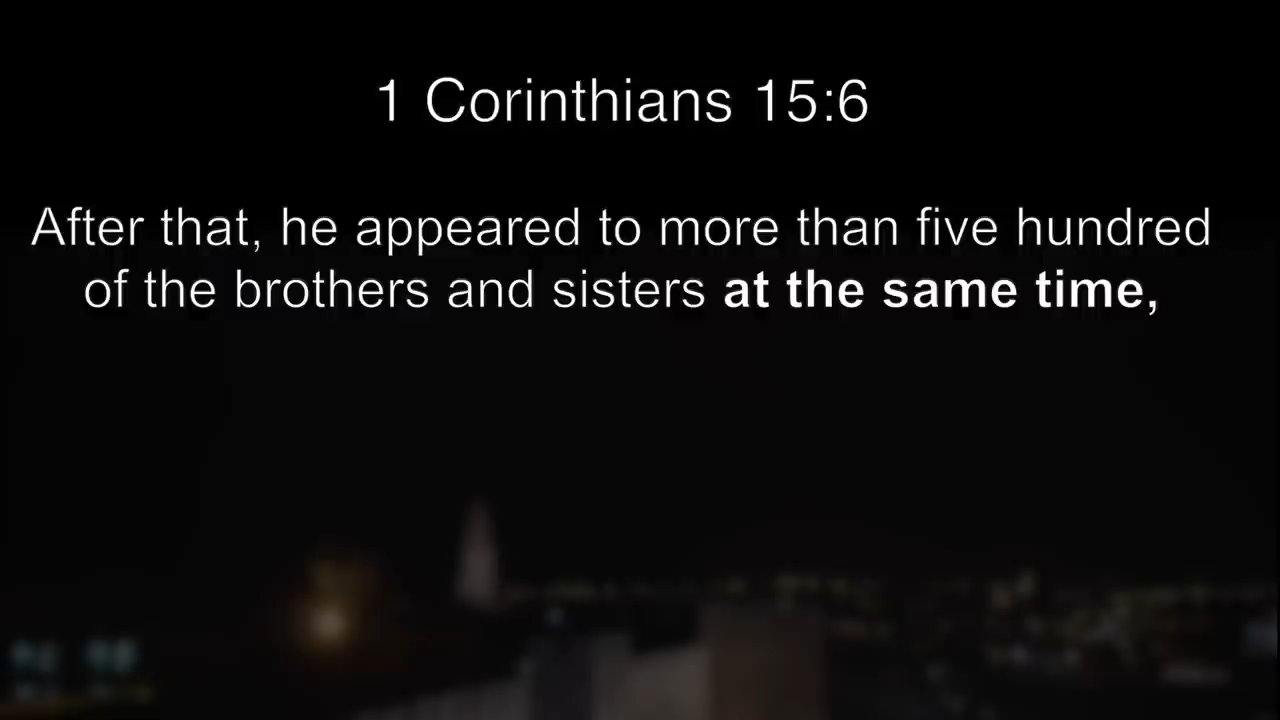 1 Corinthians 15:6
After that, he appeared to more than five hundred
of the brothers and sisters at the same time,